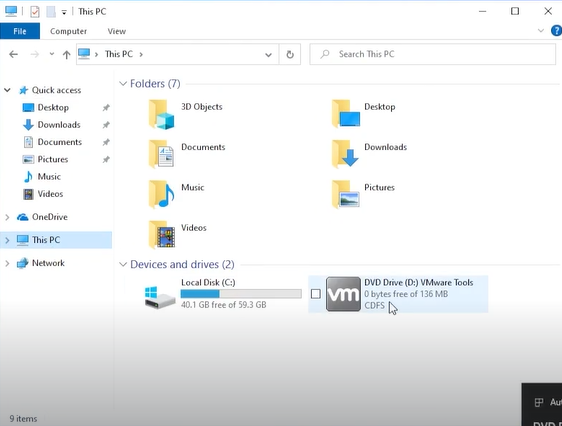 This PC
File
Computer
View
This PC
Search This PC
Quick access
Desktop
Downloads
Documents
Pictures
Music
Videos
OneDrive
This PC
Network
Folders (7)
3D Objects
Desktop
Documents
Downloads
Music
Pictures
Videos
Devices and drives (2)
Local Disk (C:)
40.1 GB free of 59.3 GB
vm
DVD Drive (D:) VMware Tools
0 bytes free of 136 MB
CDFS
9 items